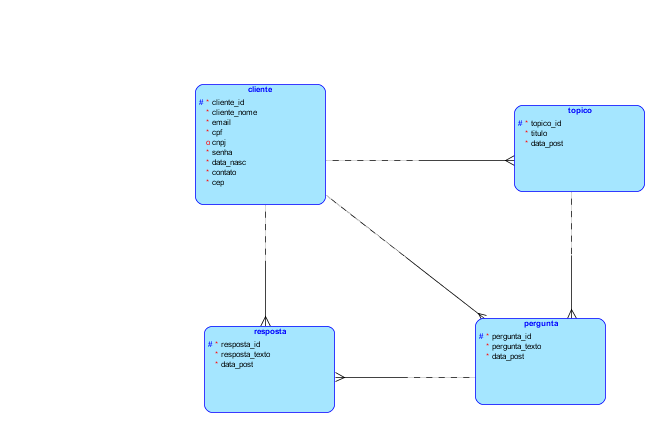 cliente
# * cliente_id
* cliente_nome
* email
* cpf
o cnpj
* senha
* data_nasc
* contato
* cep
topico
# * topico_id
* titulo
* data_post
resposta
# * resposta_id
* resposta_texto
* data_post
pergunta
# * pergunta_id
* pergunta_texto
* data_post